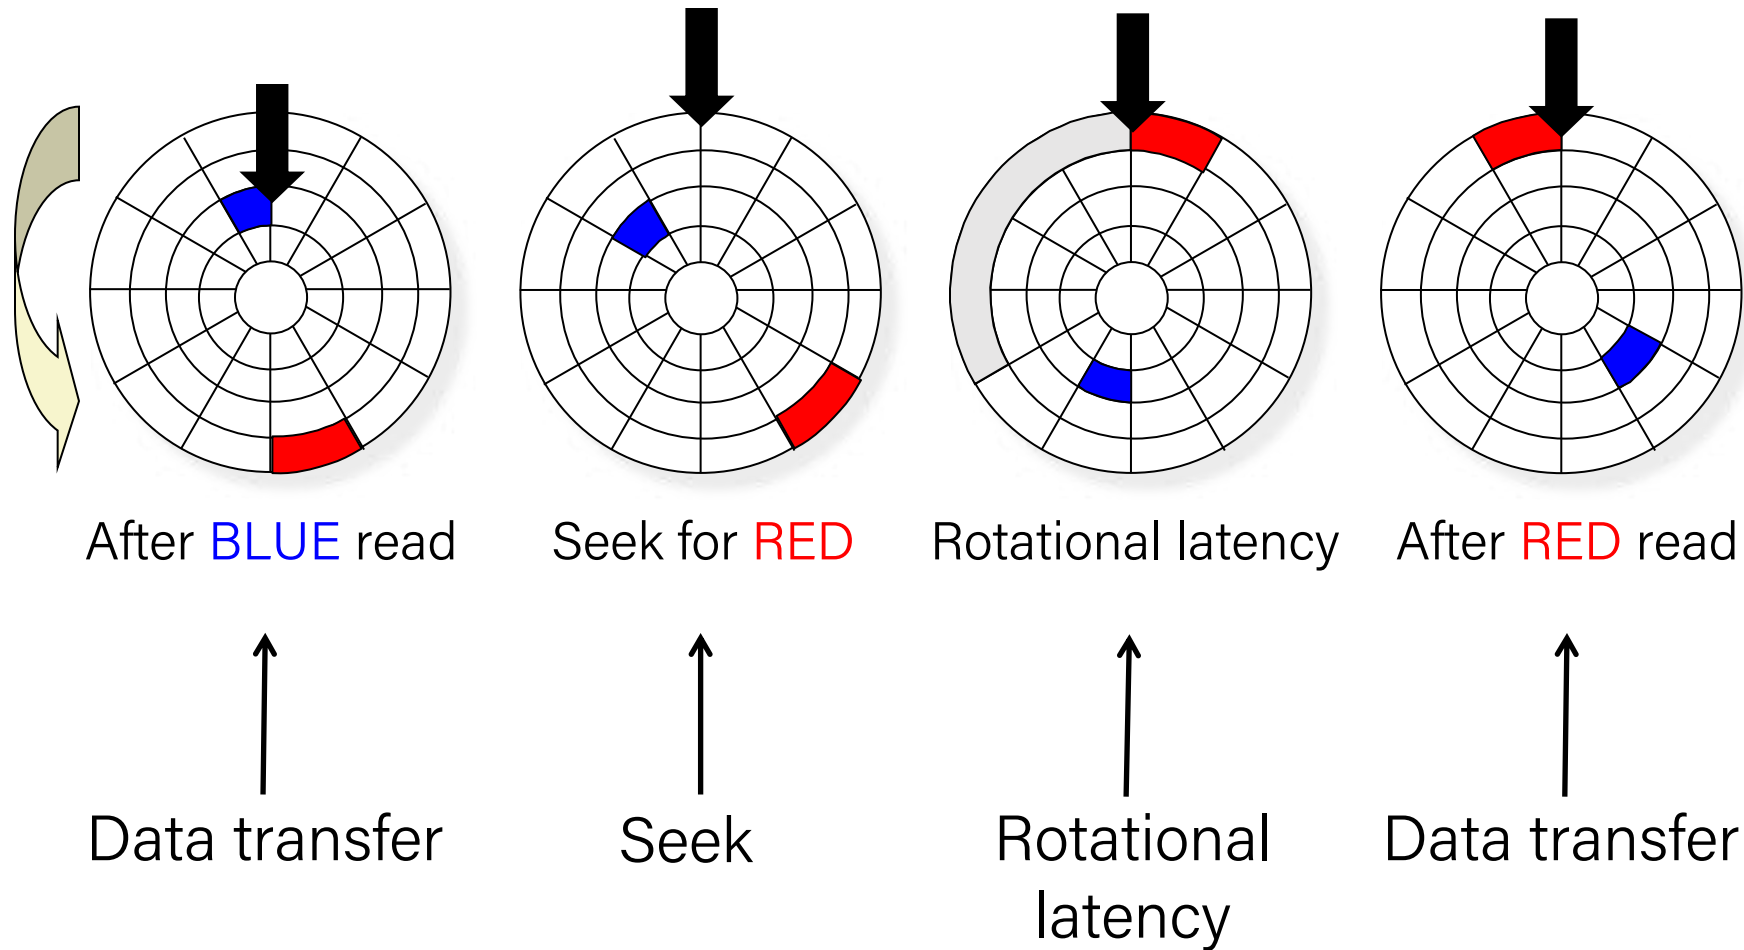 After BLUE read
Seek for RED
Rotational latency
After RED read
Data transfer
Seek
Rotational
latency
Data transfer